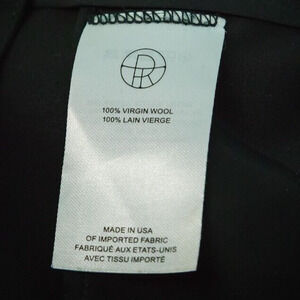 100% VIRGIN WOOL
100% LAIN VIERGE
MADE IN USA
OF IMPORTED FABRIC
FABRIQUÉ AUX ETATS-UNIS
AVEC TISSU IMPORTÉ